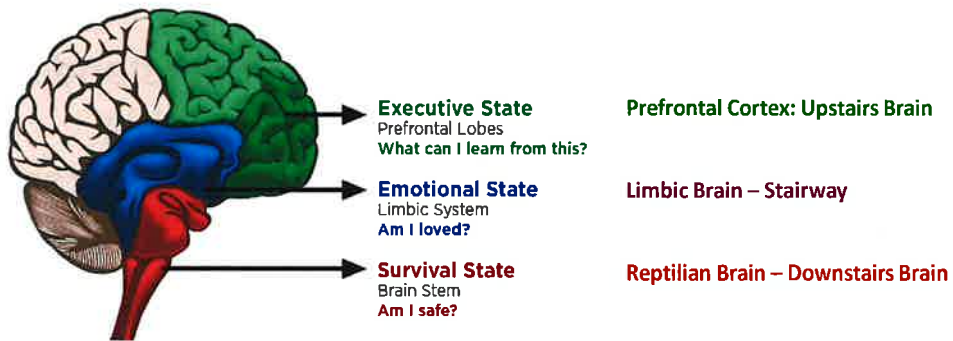 Executive State
Prefrontal Lobes
What can I learn from this?
Prefrontal Cortex: Upstairs Brain
Emotional State
Limbic System
Am I loved?
Limbic Brain – Stairway
Survival State
Brain Stem
Am I safe?
Reptilian Brain – Downstairs Brain